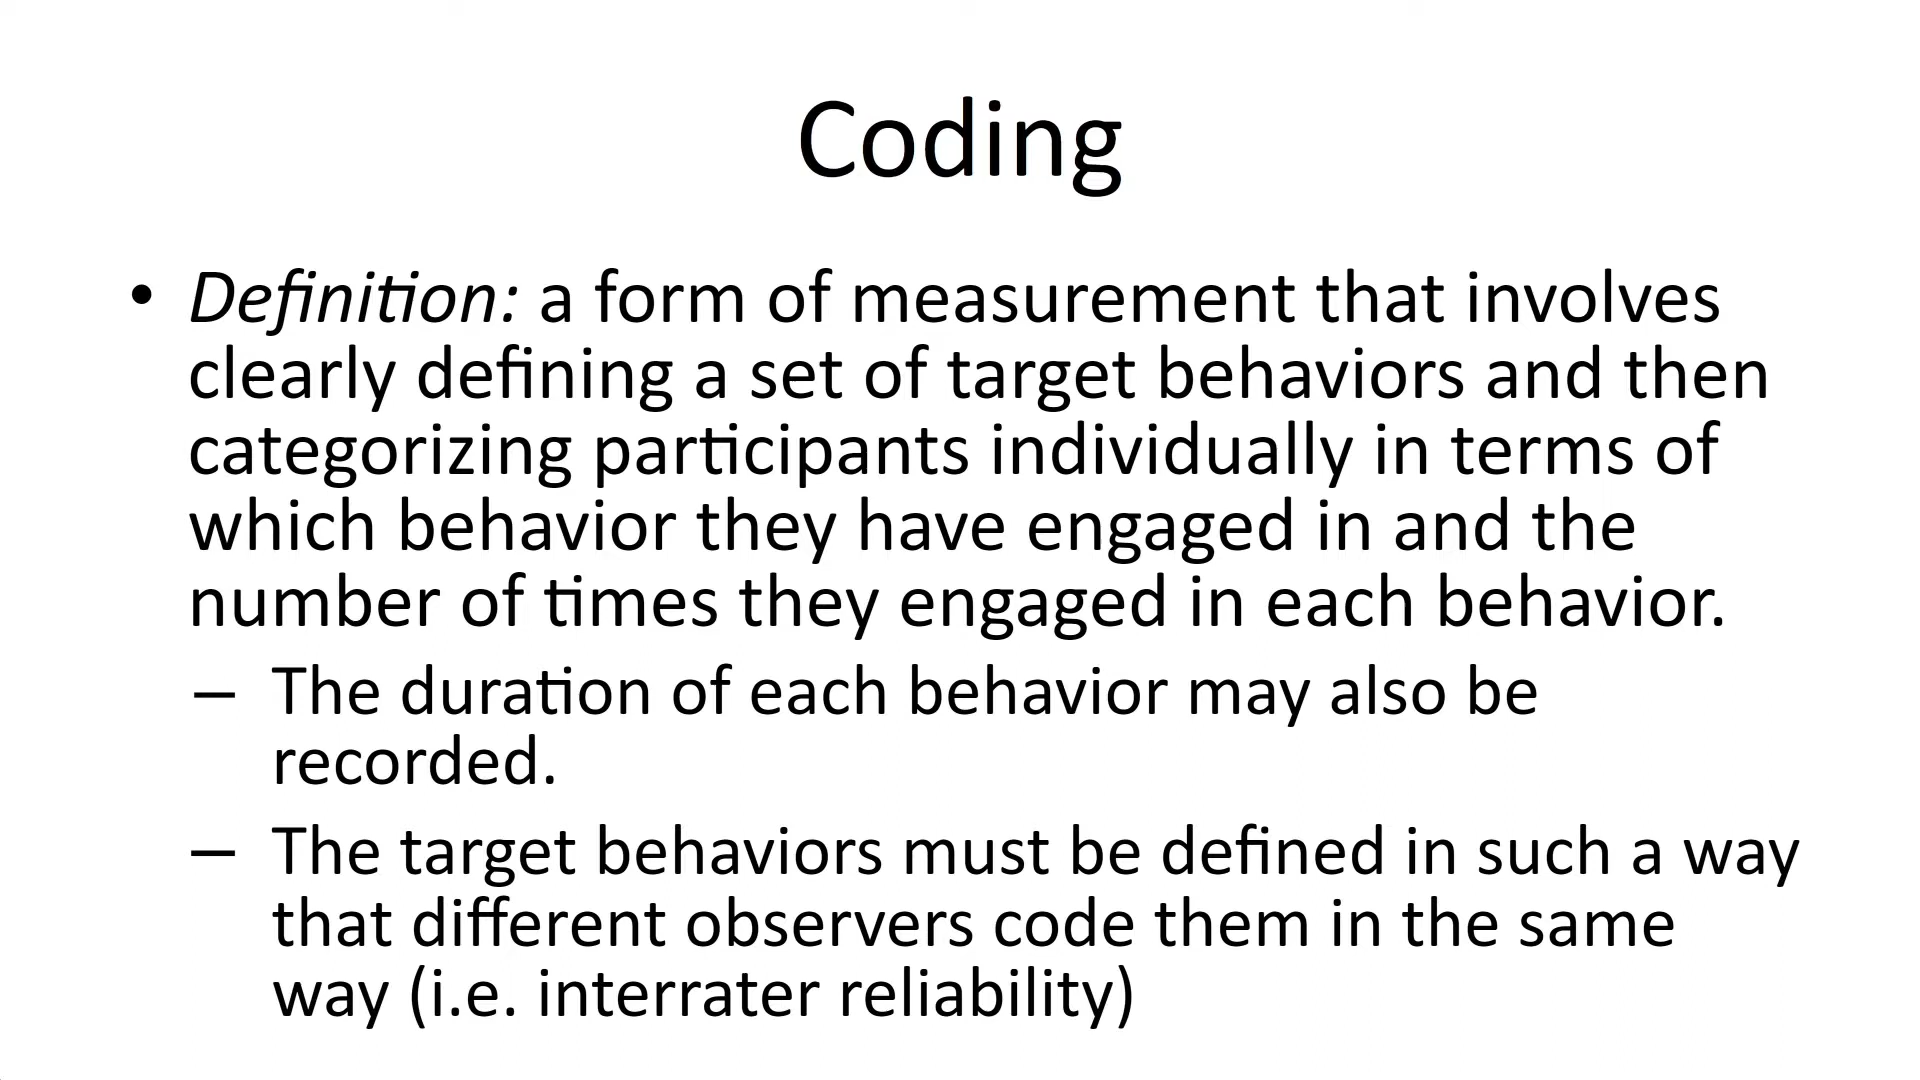 Coding
• Definition: a form of measurement that involves
clearly defining a set of target behaviors and then
categorizing participants individually in terms of
which behavior they have engaged in and the
number of times they engaged in each behavior.
– The duration of each behavior may also be
recorded.
– The target behaviors must be defined in such a way
that different observers code them in the same
way (i.e. interrater reliability)